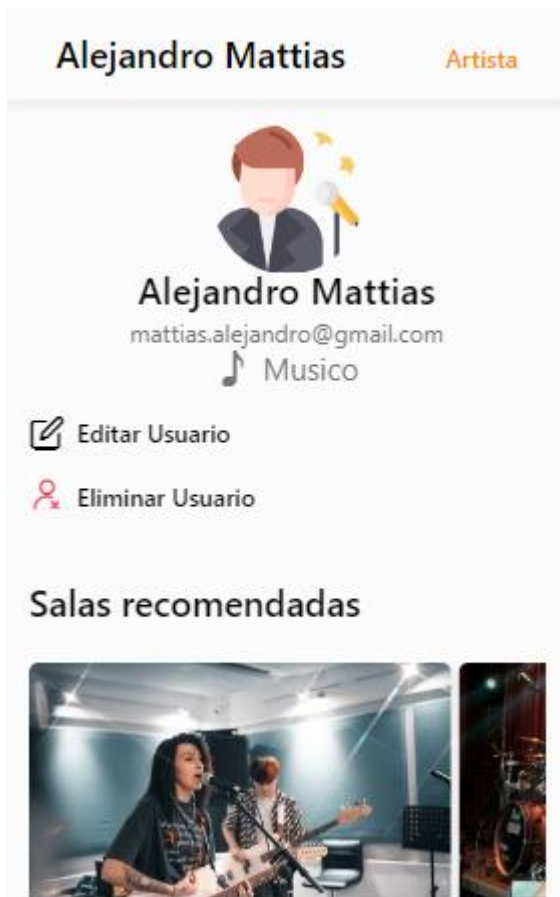 Alejandro Mattias Artista
Alejandro Mattias
mattias.alejandro@gmail.com
Musico
Editar Usuario
Eliminar Usuario
Salas recomendadas